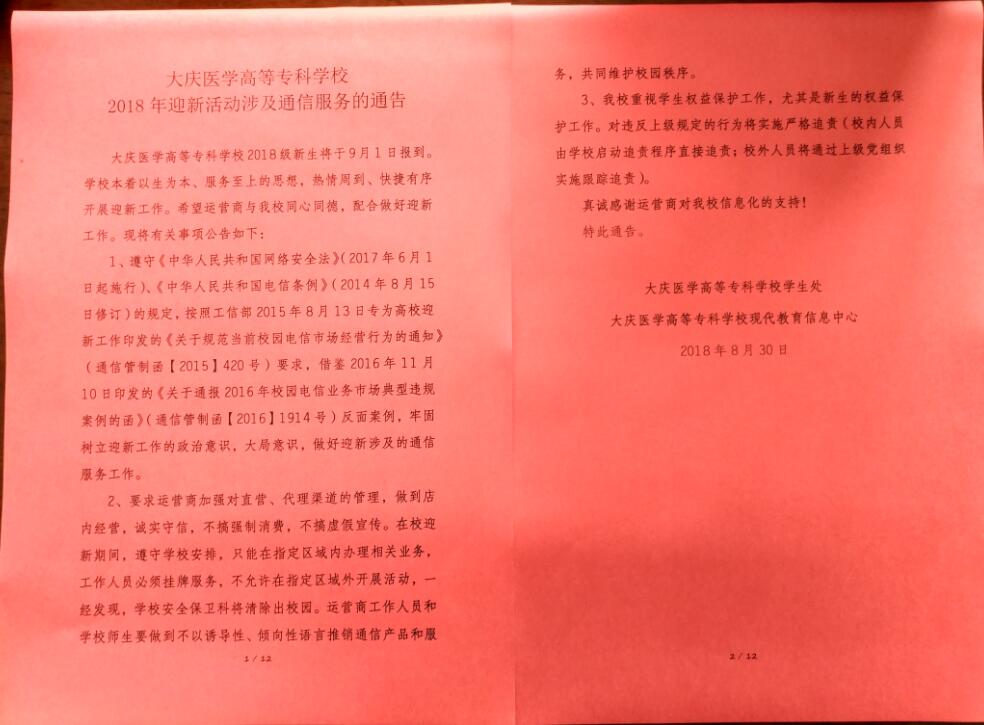 大庆医学高等专科学校
2018年迎新活动涉及通信服务的通告
大庆医学高等专科学校2018级新生将于9月1日报到。
学校本着以生为本、服务至上的思想，热情周到、快捷有序
开展迎新工作。希望运营商与我校同心同德，配合做好迎新
工作。现将有关事项公告如下：
1、遵守《中华人民共和国网络安全法》（2017年6月1
日起施行）、《中华人民共和国电信条例》（2014年8月15
日修订）的规定，按照工信部2015年8月13日专为高校迎
新工作印发的《关于规范当前校园电信市场经营行为的通知》
（通信管制函【2015】420号）要求，借鉴2016年11月
10日印发的《关于通报2016年校园电信业务市场典型违规
案例的函》（通信管制函【2016】1914号）反面案例，牢固
树立迎新工作的政治意识，大局意识，做好迎新涉及的通信
服务工作。
2、要求运营商加强对直营、代理渠道的管理，做到店
内经营，诚实守信，不搞强制消费，不搞虚假宣传。在校迎
新期间，遵守学校安排，只能在指定区域内办理相关业务，
工作人员必须挂牌服务，不允许在指定区域外开展活动，一
经发现，学校安全保卫科将清除出校园。运营商工作人员和
学校师生要做到不以诱导性、倾向性语言推销通信产品和服
1 / 12
务，共同维护校园秩序。
3、我校重视学生权益保护工作，尤其是新生的权益保
护工作。对违反上级规定的行为将实施严格追责（校内人员
由学校启动追责程序直接追责；校外人员将通过上级党组织
实施跟踪追责）。
真诚感谢运营商对我校信息化的支持！
特此通告。
大庆医学高等专科学校学生处
大庆医学高等专科学校现代教育信息中心
2018年8月30日
2 / 12